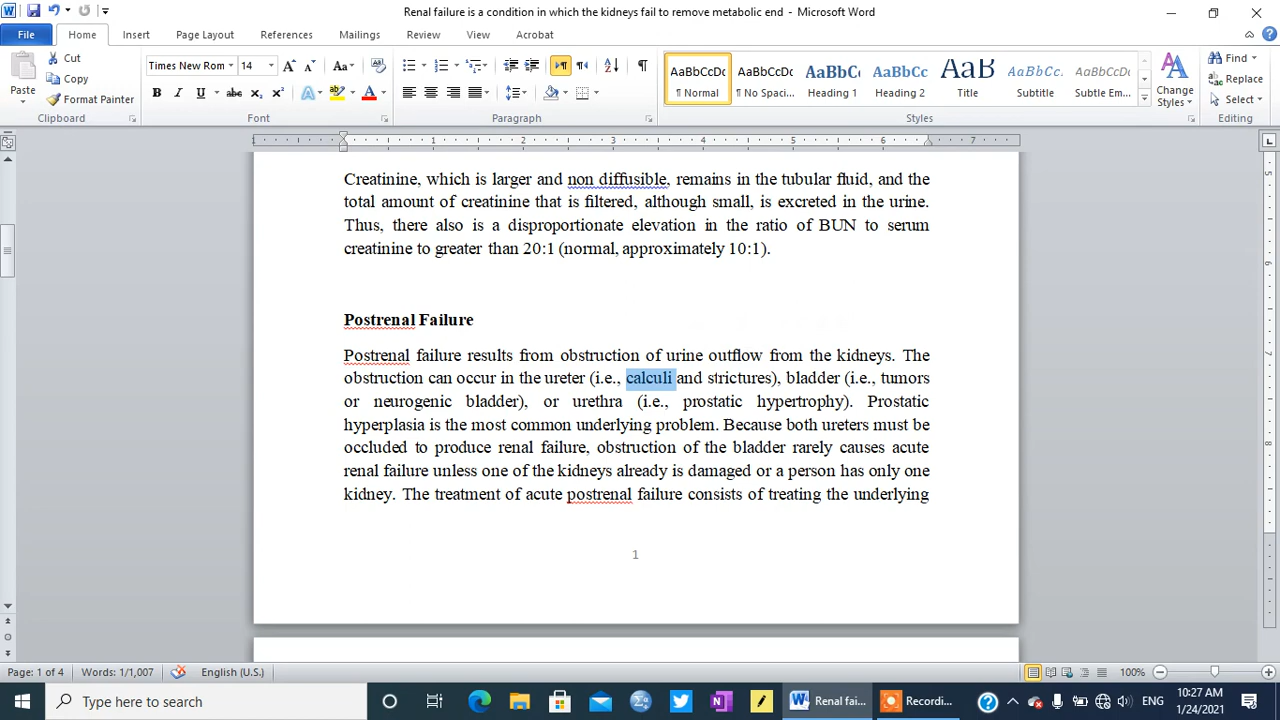 Renal failure is a condition in which the kidneys fail to remove metabolic end - Microsoft Word
File Home Insert Page Layout References Mailings Review View Acrobat
Paste
Cut
Copy
Format Painter
Clipboard
Times New Rom 14
Font
Paragraph
AaBbCcDc AaBbCcDc AaBbC AaBbCc AaB AaBbCc. AaBbCcDc
¶ Normal ¶ No Spaci... Heading 1 Heading 2 Title Subtitle Subtle Em...
Change Styles
Styles
Find
Replace
Select
Editing
1 1 2 3 4 5 6 7
Creatinine, which is larger and non diffusible, remains in the tubular fluid, and the
total amount of creatinine that is filtered, although small, is excreted in the urine.
Thus, there also is a disproportionate elevation in the ratio of BUN to serum
creatinine to greater than 20:1 (normal, approximately 10:1).
Postrenal Failure
Postrenal failure results from obstruction of urine outflow from the kidneys. The
obstruction can occur in the ureter (i.e., calculi and strictures), bladder (i.e., tumors
or neurogenic bladder), or urethra (i.e., prostatic hypertrophy). Prostatic
hyperplasia is the most common underlying problem. Because both ureters must be
occluded to produce renal failure, obstruction of the bladder rarely causes acute
renal failure unless one of the kidneys already is damaged or a person has only one
kidney. The treatment of acute postrenal failure consists of treating the underlying
1
Page: 1 of 4 Words: 1/1,007 English (U.S.) 100%
Type here to search
Renal fai... Recordi...
ENG
10:27 AM
1/24/2021